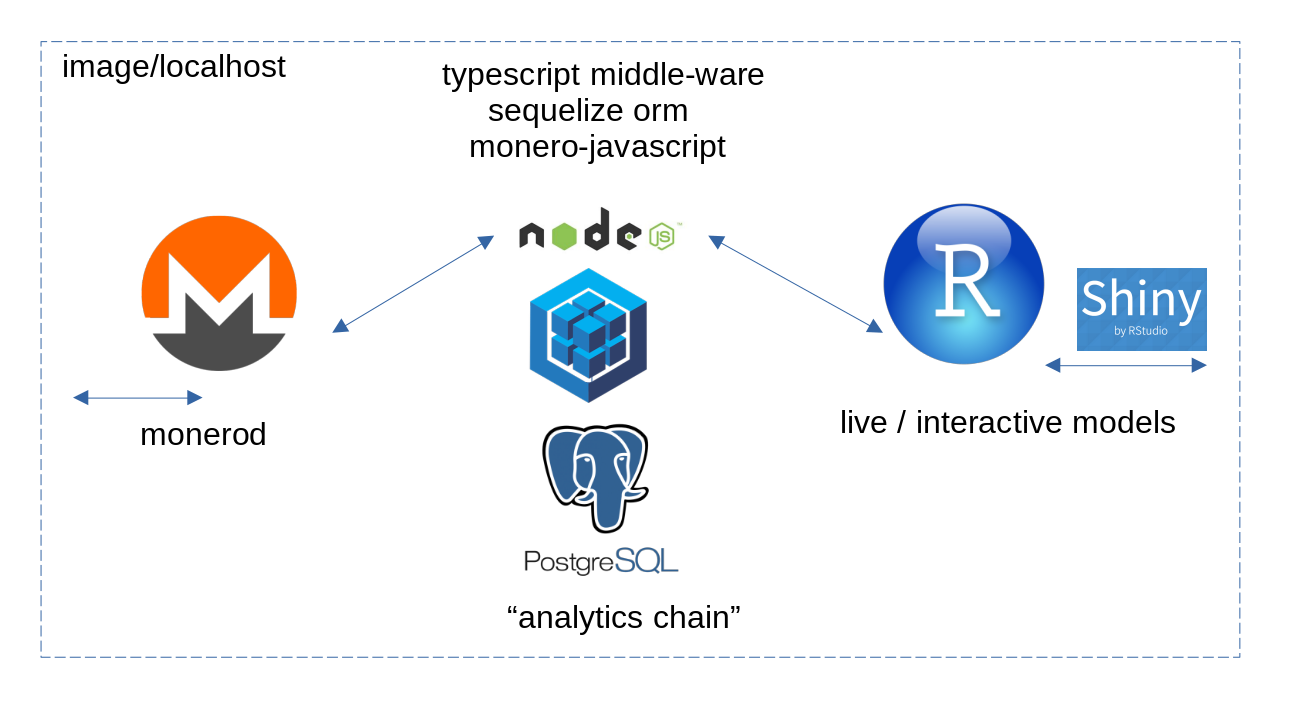 image/localhost
typescript middle-ware
sequelize orm
monero-javascript
node
JS
™
R
Shiny
by RStudio
monerod
live / interactive models
PostgreSQL
“analytics chain”